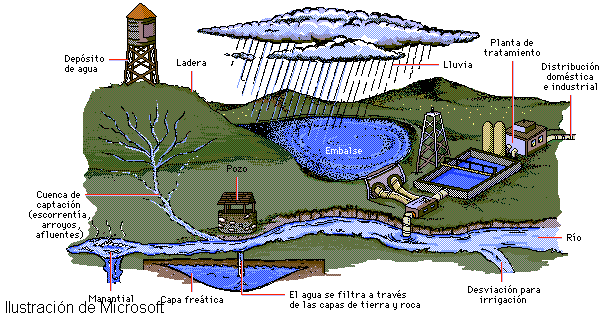 Depósito
de agua
Ladera
Lluvia
Planta de
tratamiento
Distribución
doméstica
e industrial
Embalse
Pozo
Cuenca de
captación
(escorrentía,
arroyos,
afluentes)
Río
Manantial
Capa freática
El agua se filtra a través
de las capas de tierra y roca
Desviación para
irrigación
Ilustración de Microsoft